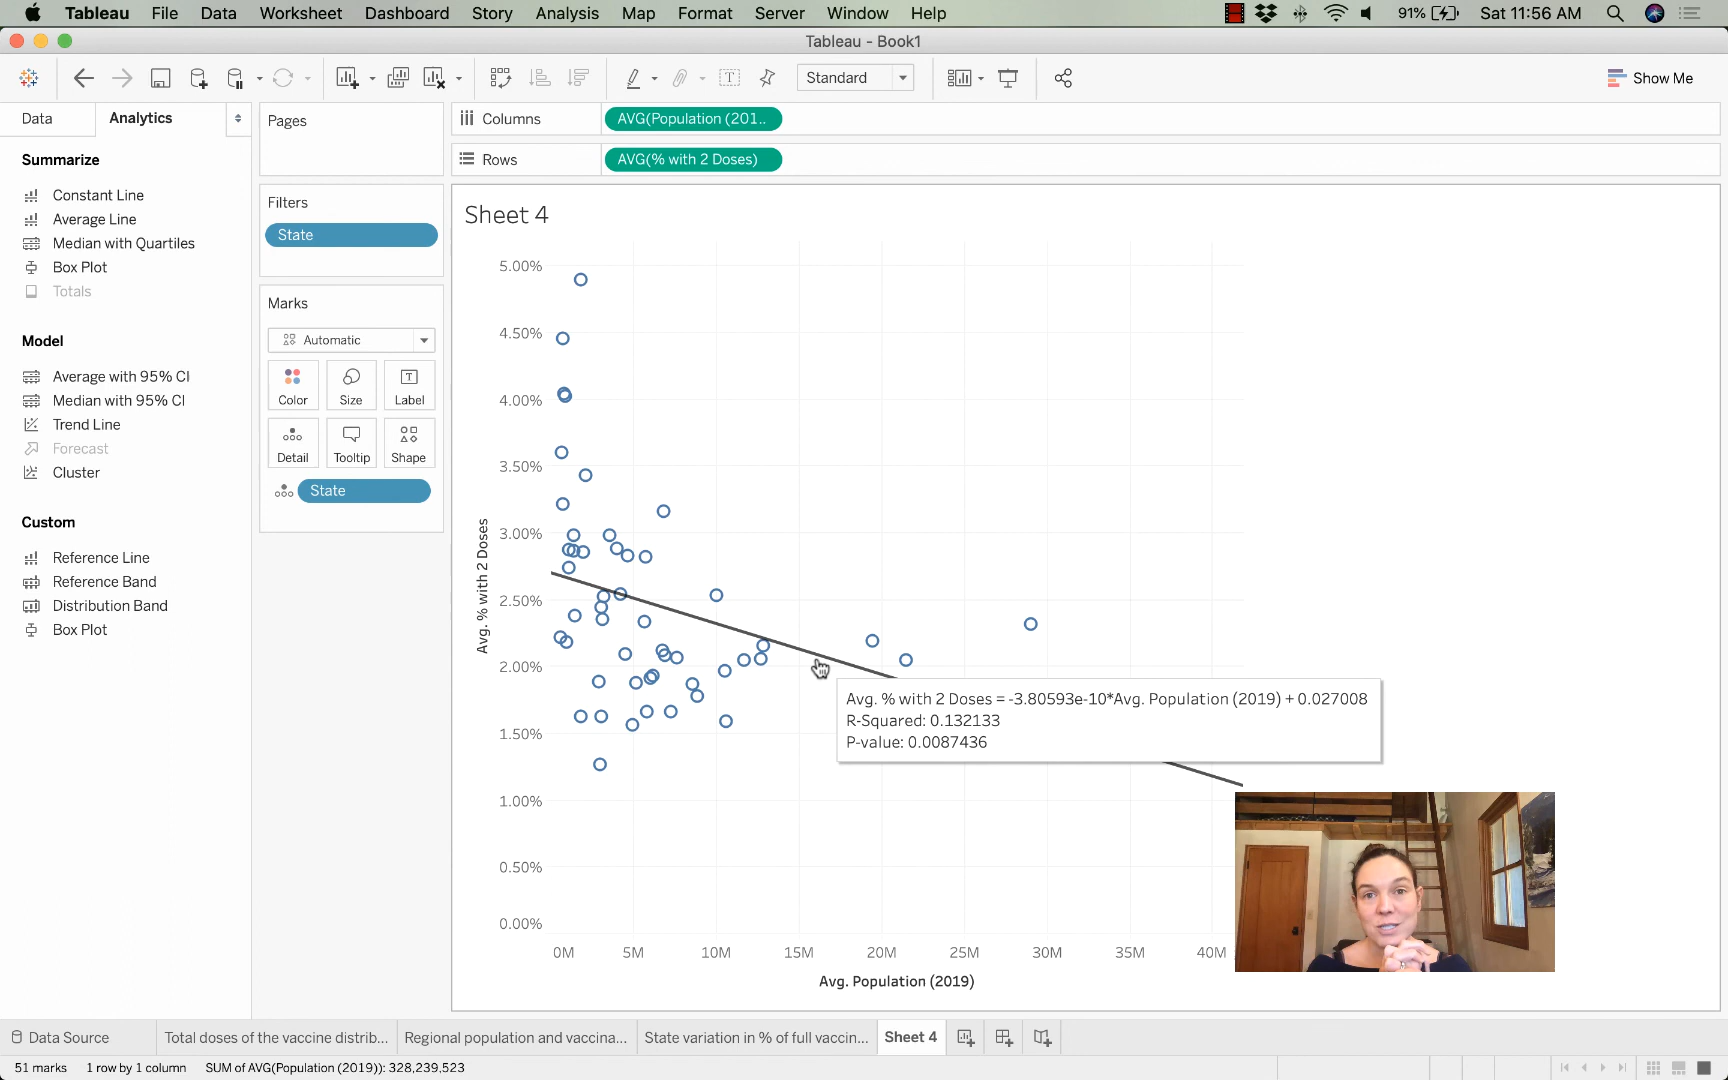 Tableau File Data Worksheet Dashboard Story Analysis Map Format Server Window Help 91% Sat 11:56 AM
Tableau - Book1
Standard Show Me
Data Analytics
Summarize
Constant Line
Average Line
Median with Quartiles
Box Plot
Totals
Model
Average with 95% CI
Median with 95% CI
Trend Line
Forecast
Cluster
Custom
Reference Line
Reference Band
Distribution Band
Box Plot
Pages
Filters
State
Marks
Automatic
Color Size Label
Detail Tooltip Shape
State
Columns AVG(Population (201..
Rows AVG(% with 2 Doses)
Sheet 4
5.00%
4.50%
4.00%
3.50%
3.00%
2.50%
2.00%
1.50%
1.00%
0.50%
0.00%
Avg. % with 2 Doses
0M 5M 10M 15M 20M 25M 30M 35M 40M
Avg. Population (2019)
Avg. % with 2 Doses = -3.80593e-10*Avg. Population (2019) + 0.027008
R-Squared: 0.132133
P-value: 0.0087436
Data Source Total doses of the vaccine distrib... Regional population and vaccina... State variation in % of full vaccin... Sheet 4
51 marks 1 row by 1 column SUM of AVG(Population (2019)): 328,239,523